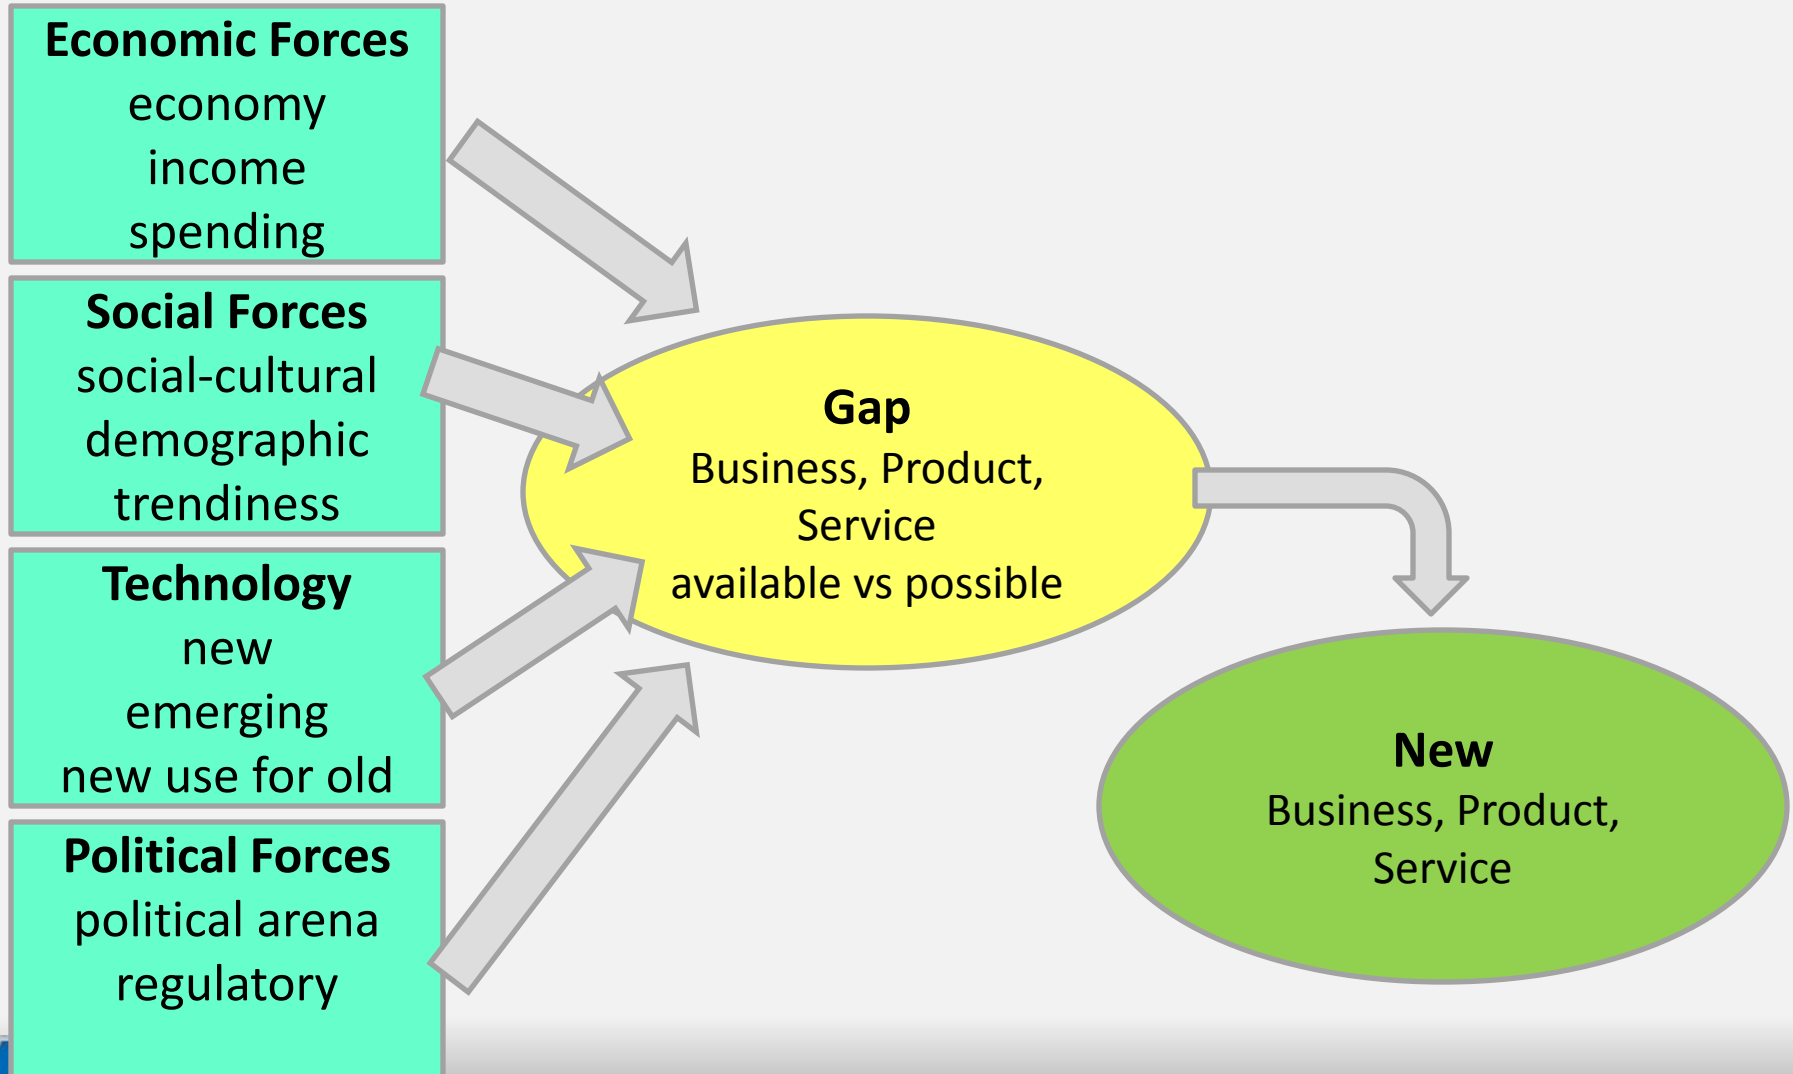 Economic Forces
economy
income
spending
Social Forces
social-cultural
demographic
trendiness
Technology
new
emerging
new use for old
Political Forces
political arena
regulatory
Gap
Business, Product,
Service
available vs possible
New
Business, Product,
Service